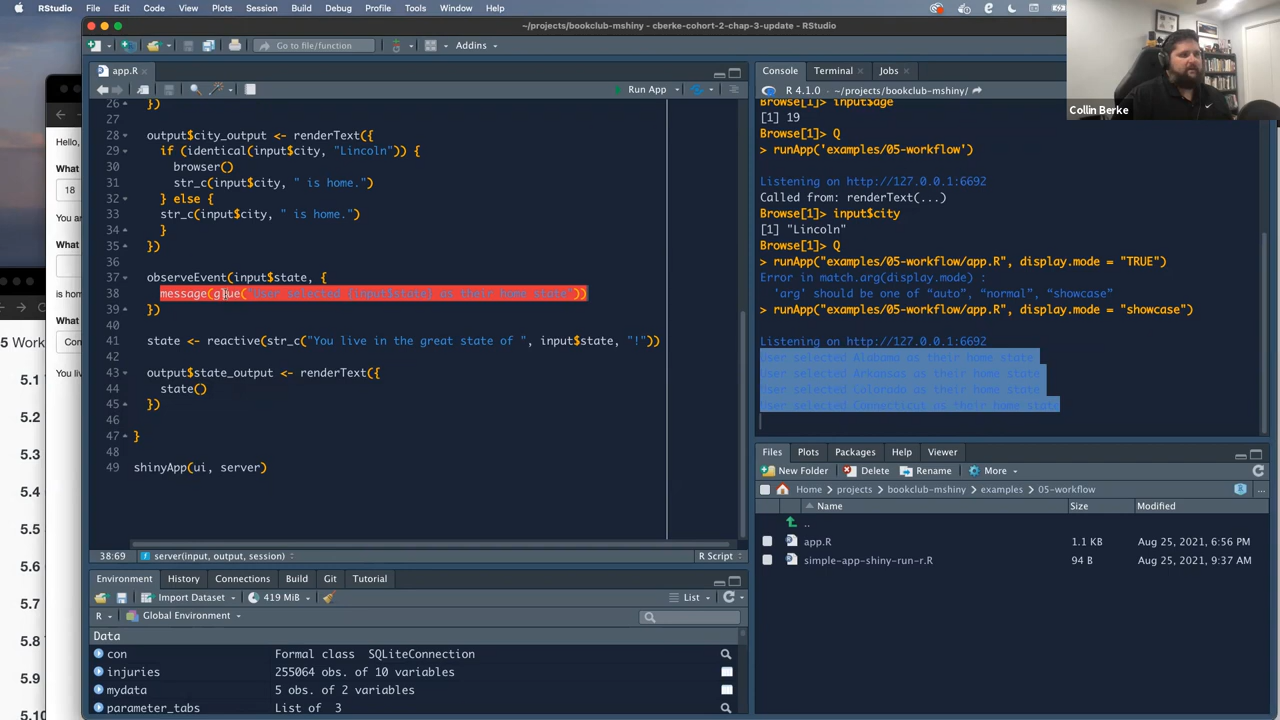 RStudio File Edit Code View Plots Session Build Debug Profile Tools Window Help
~/projects/bookclub-mshiny - cberke-cohort-2-chap-3-update - RStudio
Go to file/function
Addins
app.R
Run App
26 })
27
28 output$city_output <- renderText({
29 if (identical(input$city, "Lincoln")) {
30 browser()
31 str_c(input$city, " is home.")
32 } else {
33 str_c(input$city, " is home.")
34 }
35 })
36
37 observeEvent(input$state, {
38 message(glue("User selected {input$state} as their home state"))
39 })
40
41 state <- reactive(str_c("You live in the great state of ", input$state, "!"))
42
43 output$state_output <- renderText({
44 state()
45 })
46
47 }
48
49 shinyApp(ui, server)
38:69 server(input, output, session) R Script
Environment History Connections Build Git Tutorial
Import Dataset 419 MiB List
R Global Environment
Data
con Formal class SQLiteConnection
injuries 255064 obs. of 10 variables
mydata 5 obs. of 2 variables
parameter_tabs List of 3
Console Terminal Jobs
R 4.1.0 · ~/projects/bookclub-mshiny/
Browse[1]> input$age
[1] 19
Browse[1]> Q
> runApp('examples/05-workflow')
Listening on http://127.0.0.1:6692
Called from: renderText(...)
Browse[1]> input$city
[1] "Lincoln"
Browse[1]> Q
> runApp("examples/05-workflow/app.R", display.mode = "TRUE")
Error in match.arg(display.mode) :
'arg' should be one of “auto”, “normal”, “showcase”
> runApp("examples/05-workflow/app.R", display.mode = "showcase")
Listening on http://127.0.0.1:6692
User selected Alabama as their home state
User selected Arkansas as their home state
User selected Colorado as their home state
User selected Connecticut as their home state
Files Plots Packages Help Viewer
New Folder Delete Rename More
Home projects bookclub-mshiny examples 05-workflow
Name Size Modified
..
app.R 1.1 KB Aug 25, 2021, 6:56 PM
simple-app-shiny-run-r.R 94 B Aug 25, 2021, 9:37 AM
Collin Berke
Hello,
What
18
You ar
What
is hom
What
Con
You liv
5 Work
5.1
5.2
5.3
5.4
5.5
5.6
5.7
5.8
5.9
5.10